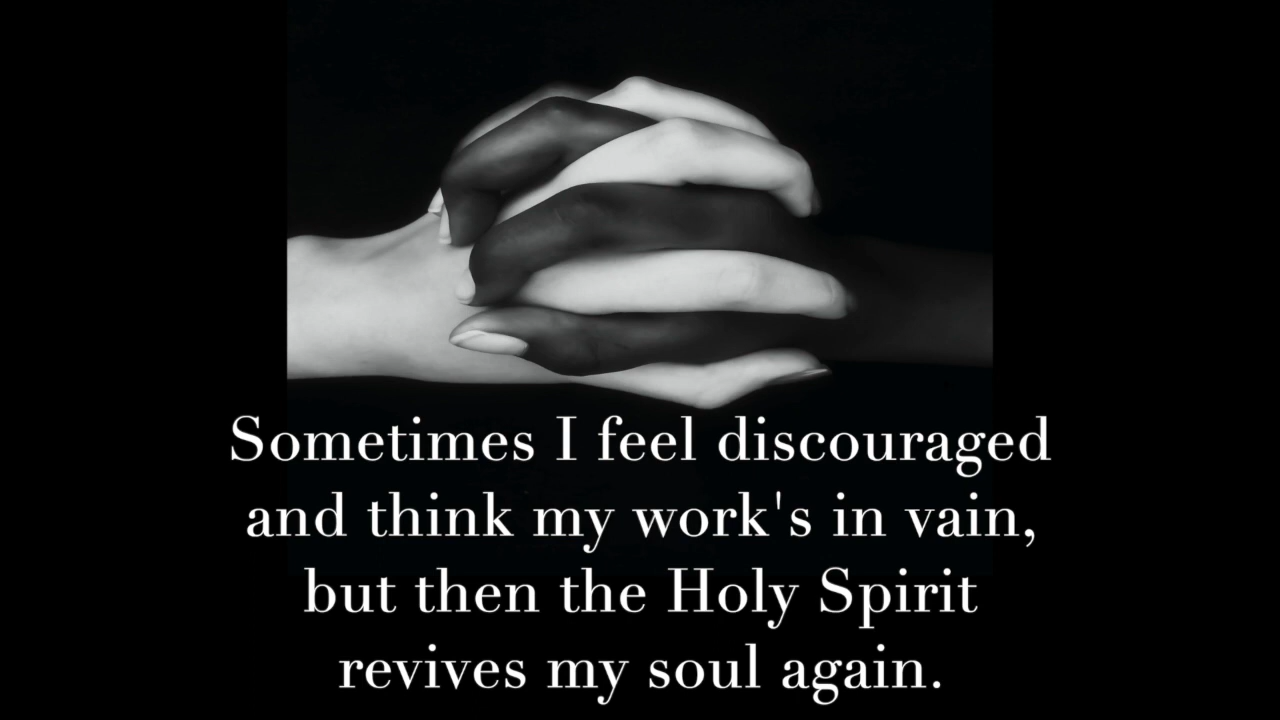 Sometimes I feel discouraged
and think my work's in vain,
but then the Holy Spirit
revives my soul again.